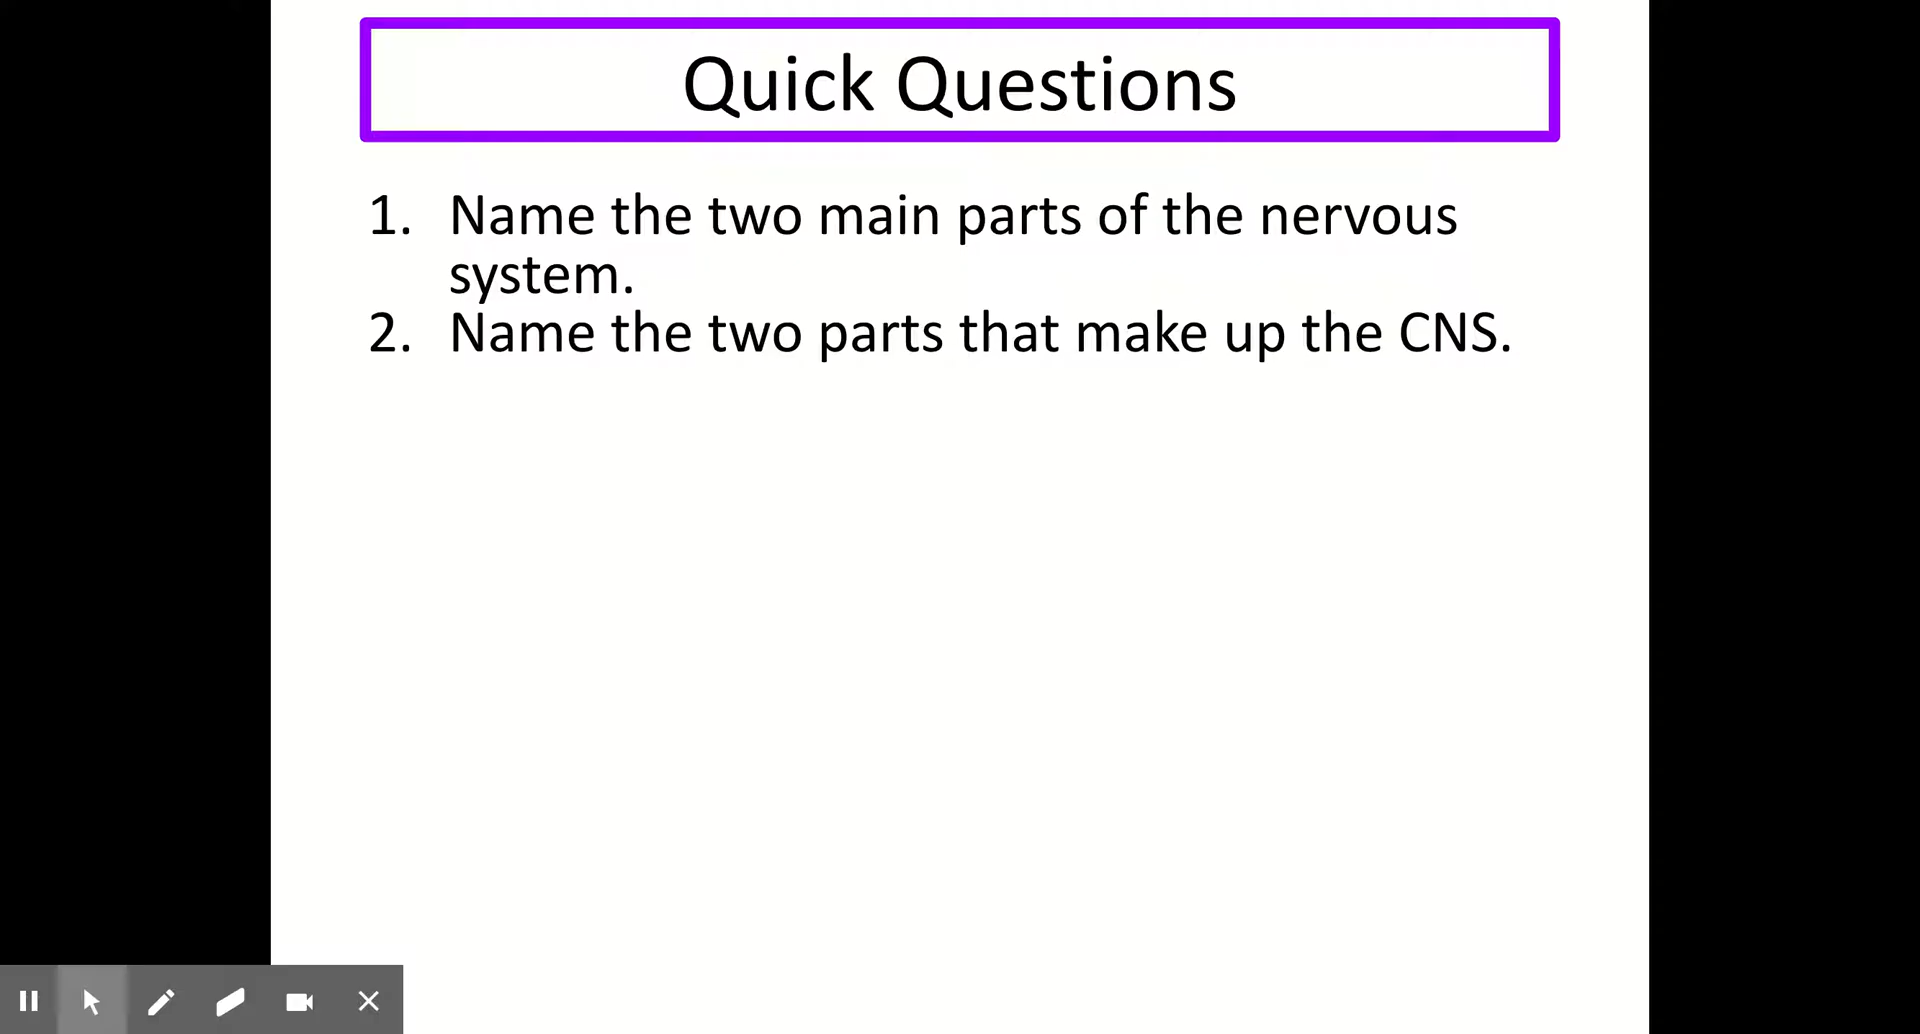 Quick Questions
1. Name the two main parts of the nervous
system.
2. Name the two parts that make up the CNS.